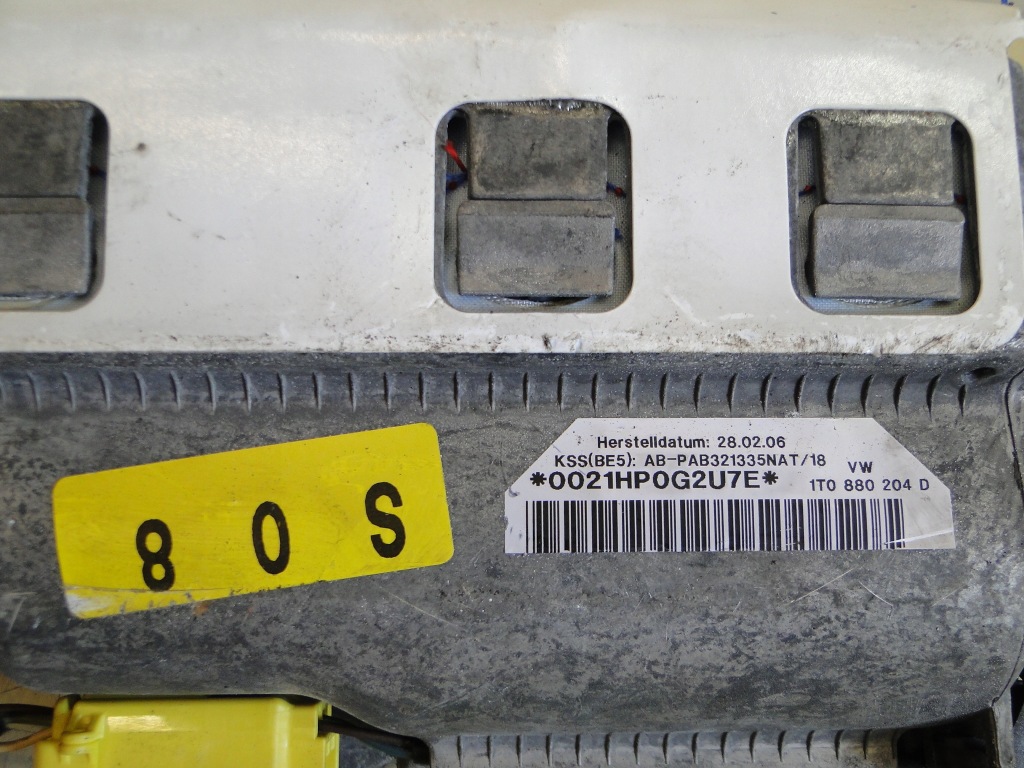 Herstelldatum: 28.02.06
KSS(BE5): AB-PAB321335NAT/18 VW
*0021HP0G2U7E* 1T0 880 204 D
8 0 S